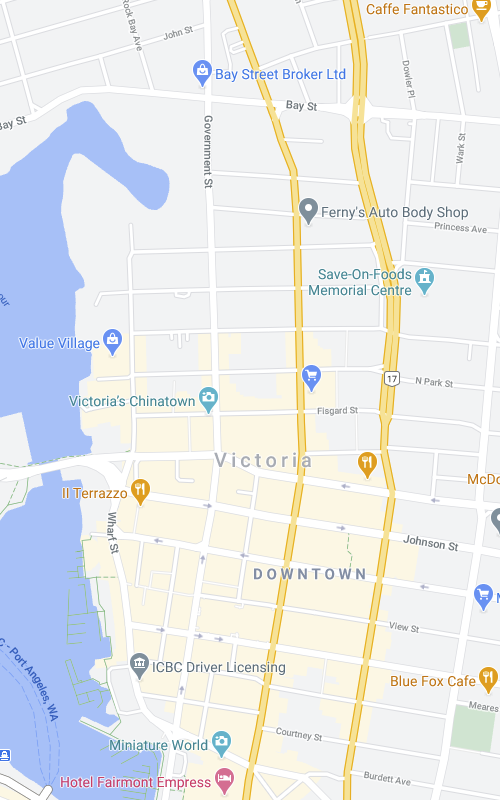 Caffe Fantastico
Rock Bay Ave
John St
Bay Street Broker Ltd
Dowler Pl
Bay St
Bay St
Government St
Wark St
Ferny's Auto Body Shop
Princess Ave
Save-On-Foods
Memorial Centre
our
Value Village
17
N Park St
Victoria's Chinatown
Fisgard St
Victoria
McDo
Il Terrazzo
Wharf St
Johnson St
DOWNTOWN
N
View St
C - Port Angeles, WA
ICBC Driver Licensing
Blue Fox Cafe
Meares
Courtney St
Miniature World
Hotel Fairmont Empress
Burdett Ave